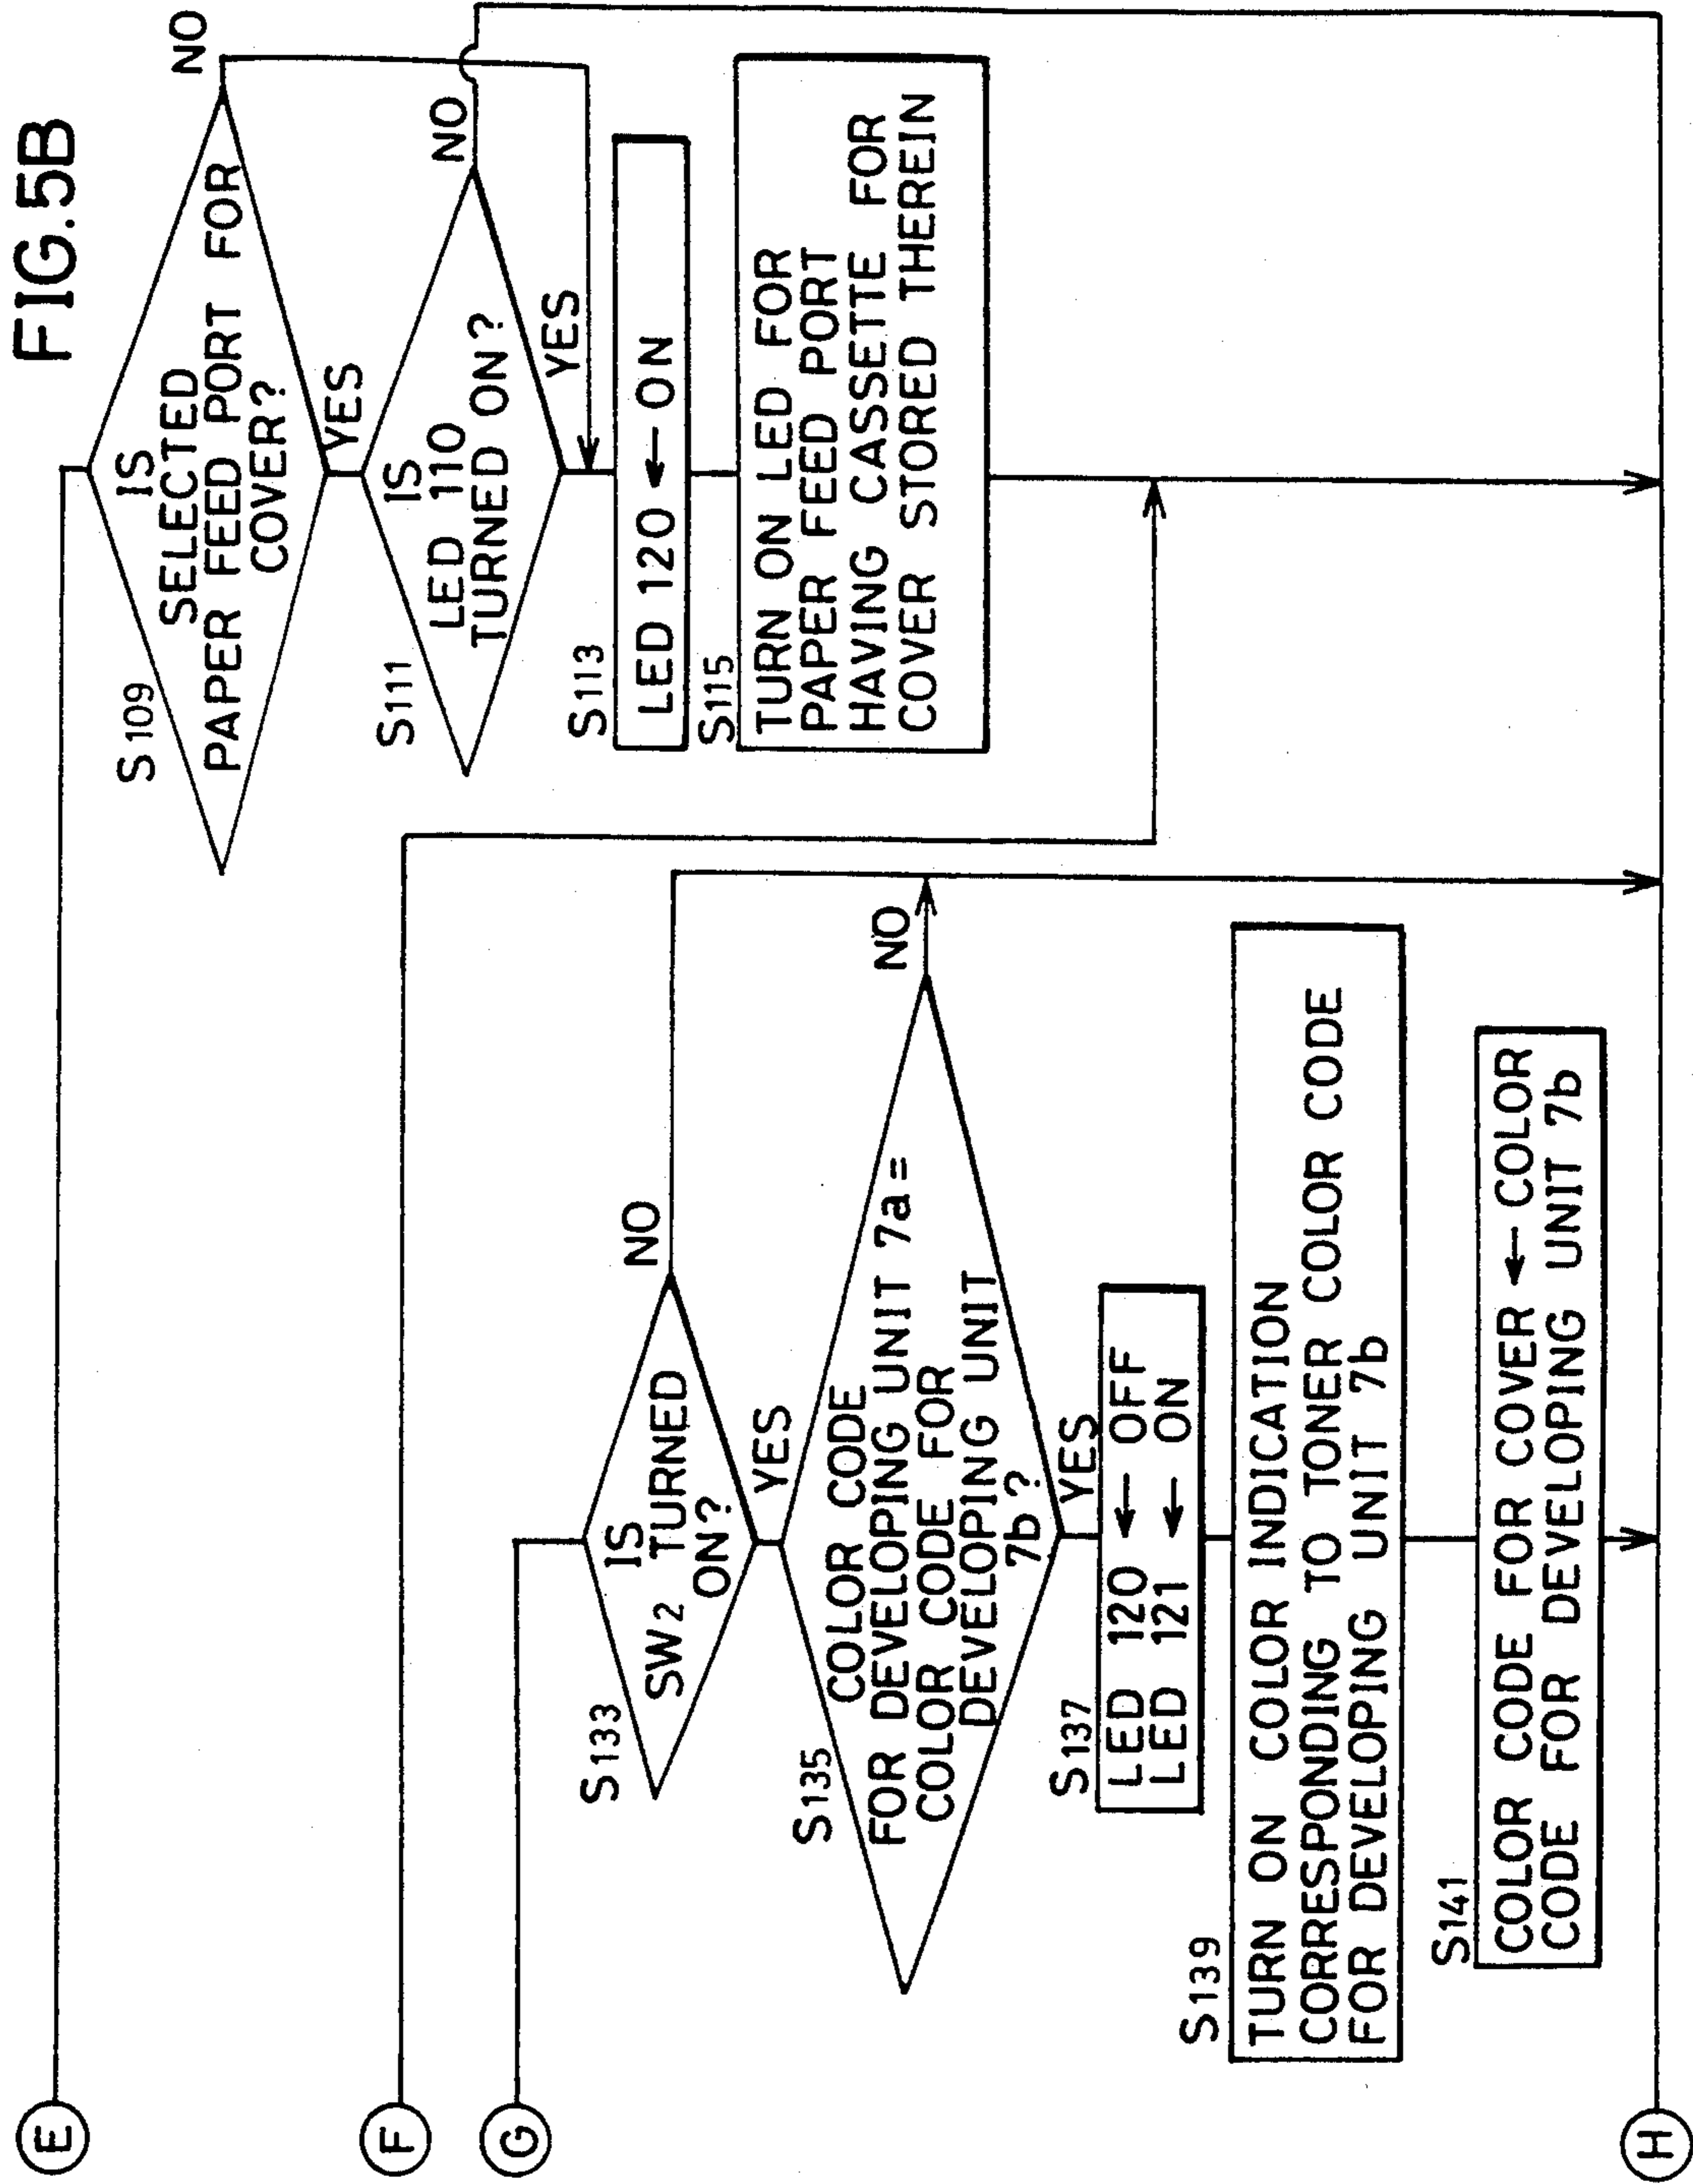 FIG.5B
E
S109
IS
SELECTED
PAPER FEED PORT FOR
COVER?
NO
YES
S111
IS
LED 110
TURNED ON?
NO
YES
S113
LED 120 ← ON
S115
TURN ON LED FOR
PAPER FEED PORT
HAVING CASSETTE FOR
COVER STORED THEREIN
F
G
S133
IS
SW2 TURNED
ON?
NO
YES
S135
COLOR CODE
FOR DEVELOPING UNIT 7a =
COLOR CODE FOR
DEVELOPING UNIT
7b?
NO
YES
S137
LED 120 ← OFF
LED 121 ← ON
S139
TURN ON COLOR INDICATION
CORRESPONDING TO TONER COLOR CODE
FOR DEVELOPING UNIT 7b
S141
COLOR CODE FOR COVER ← COLOR
CODE FOR DEVELOPING UNIT 7b
H